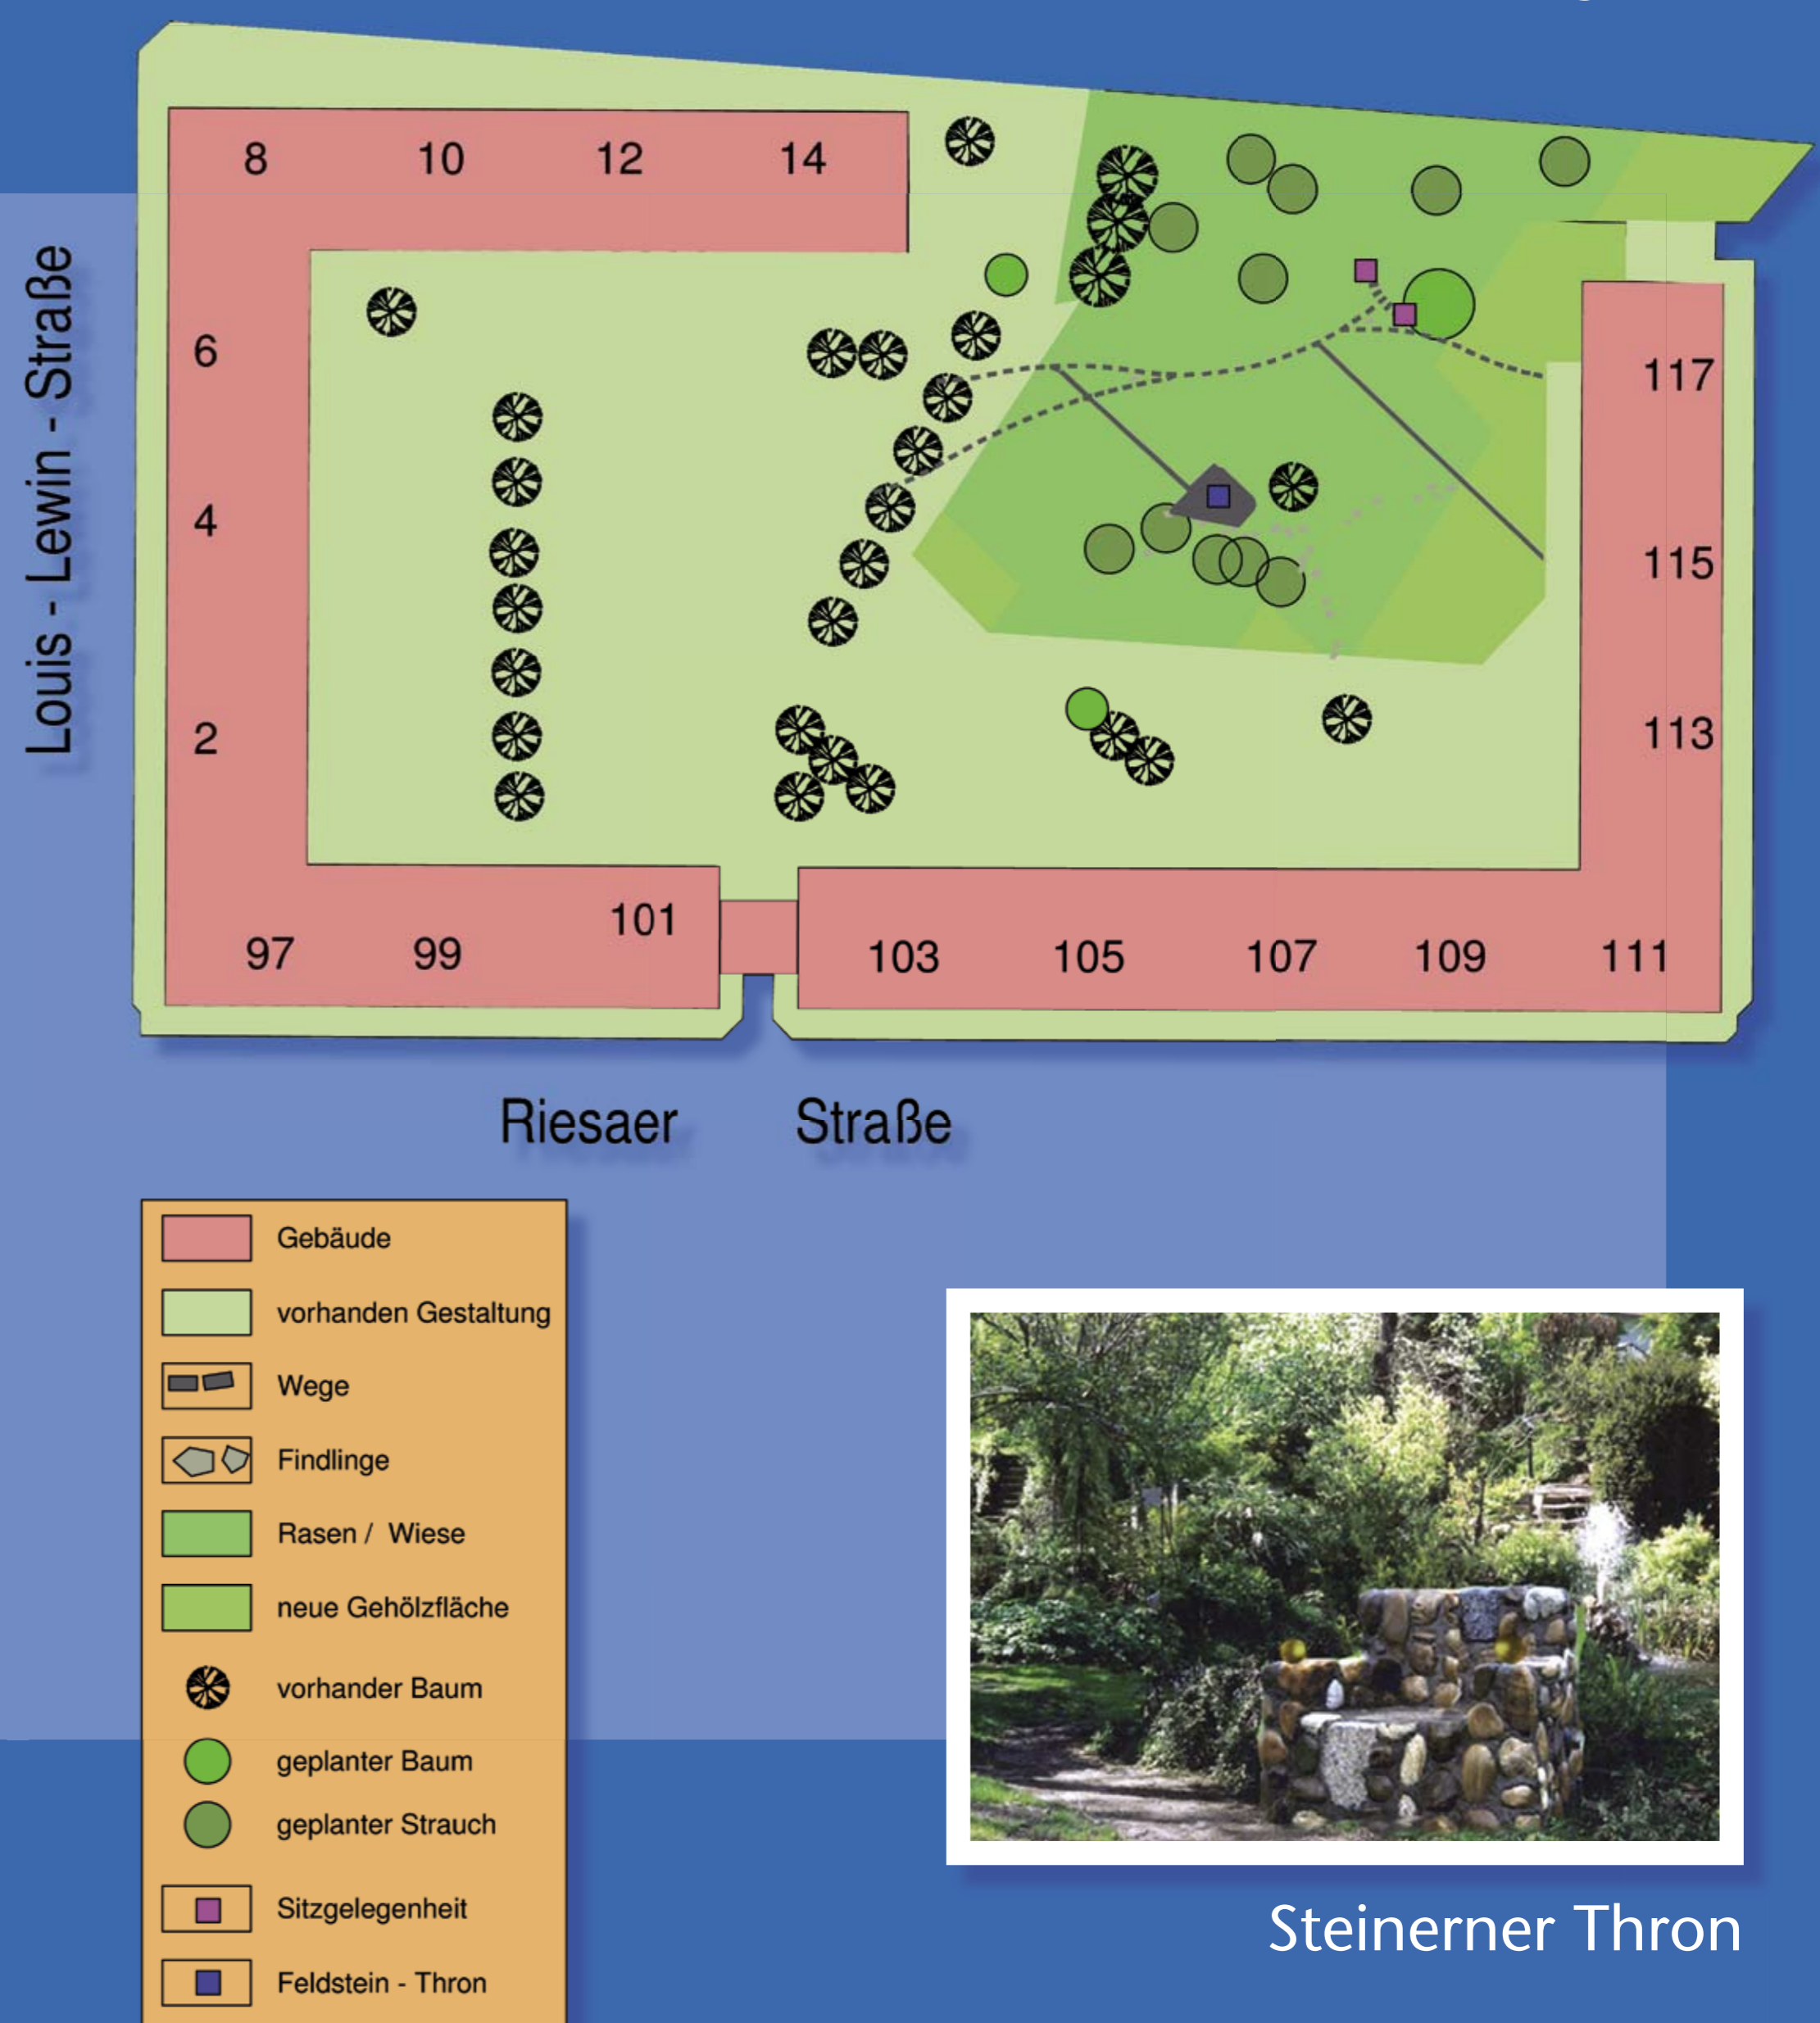 8 10 12 14
Louis - Lewin - Straße
6
117
4
115
2
113
101
97 99
103 105 107 109 111
Riesaer Straße
Gebäude
vorhanden Gestaltung
Wege
Findlinge
Rasen / Wiese
neue Gehölzfläche
vorhander Baum
geplanter Baum
geplanter Strauch
Sitzgelegenheit
Feldstein - Thron
Steinerner Thron